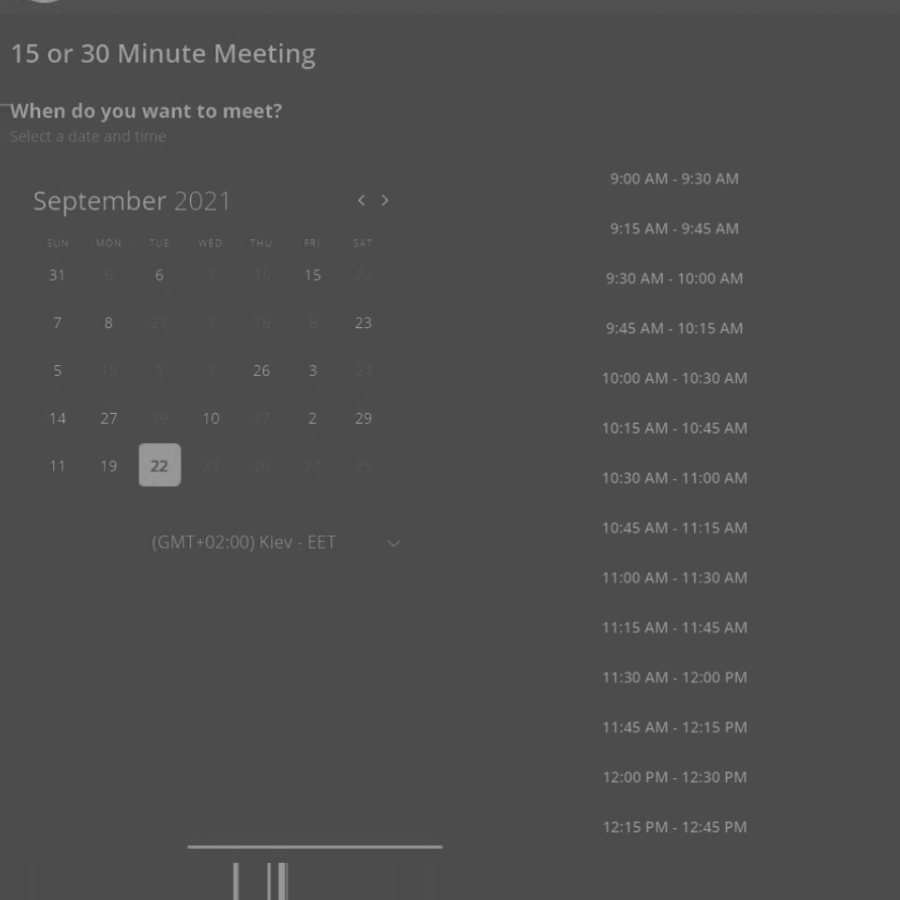 15 or 30 Minute Meeting
When do you want to meet?
Select a date and time
September 2021
SUN MON TUE WED THU FRI SAT
31 6 6 3 15 15
7 8 27 1 16 8 23
5 15 1 1 26 3 24
14 27 29 10 27 2 29
11 19 22 23 26 27 25
(GMT+02:00) Kiev - EET
9:00 AM - 9:30 AM
9:15 AM - 9:45 AM
9:30 AM - 10:00 AM
9:45 AM - 10:15 AM
10:00 AM - 10:30 AM
10:15 AM - 10:45 AM
10:30 AM - 11:00 AM
10:45 AM - 11:15 AM
11:00 AM - 11:30 AM
11:15 AM - 11:45 AM
11:30 AM - 12:00 PM
11:45 AM - 12:15 PM
12:00 PM - 12:30 PM
12:15 PM - 12:45 PM